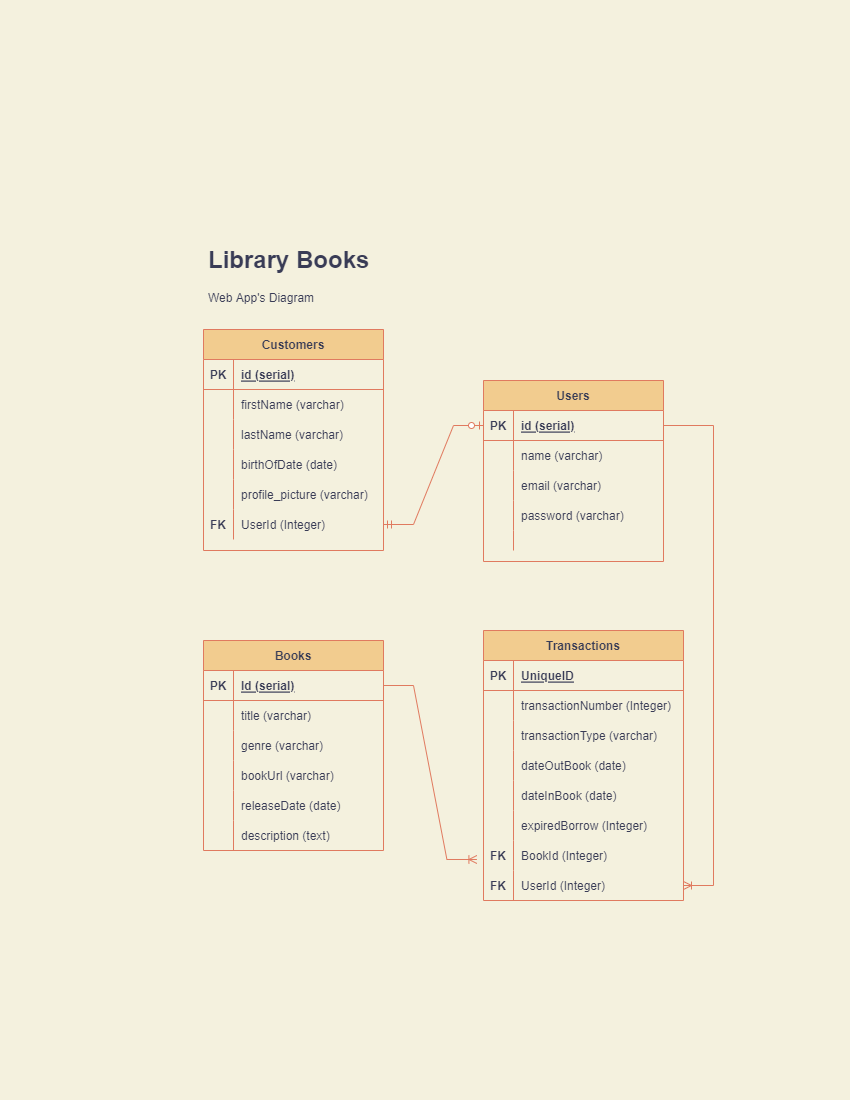 Library Books
Web App's Diagram
Customers
PK id (serial)
firstName (varchar)
lastName (varchar)
birthOfDate (date)
profile_picture (varchar)
FK UserId (Integer)
Users
PK id (serial)
name (varchar)
email (varchar)
password (varchar)
Books
PK Id (serial)
title (varchar)
genre (varchar)
bookUrl (varchar)
releaseDate (date)
description (text)
Transactions
PK UniqueID
transactionNumber (Integer)
transactionType (varchar)
dateOutBook (date)
dateInBook (date)
expiredBorrow (Integer)
FK BookId (Integer)
FK UserId (Integer)